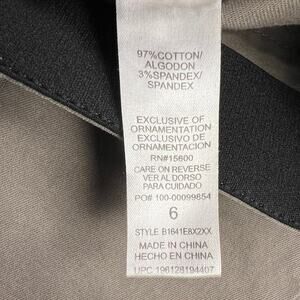 97%COTTON/
ALGODON
3%SPANDEX/
SPANDEX
EXCLUSIVE OF
ORNAMENTATION
EXCLUSIVO DE
ORNAMENTACION
RN#15600
CARE ON REVERSE
VER AL DORSO
PARA CUIDADO
PO# 100-00099854
6
STYLE B1641E8X2XX
MADE IN CHINA
HECHO EN CHINA
UPC 196128194407